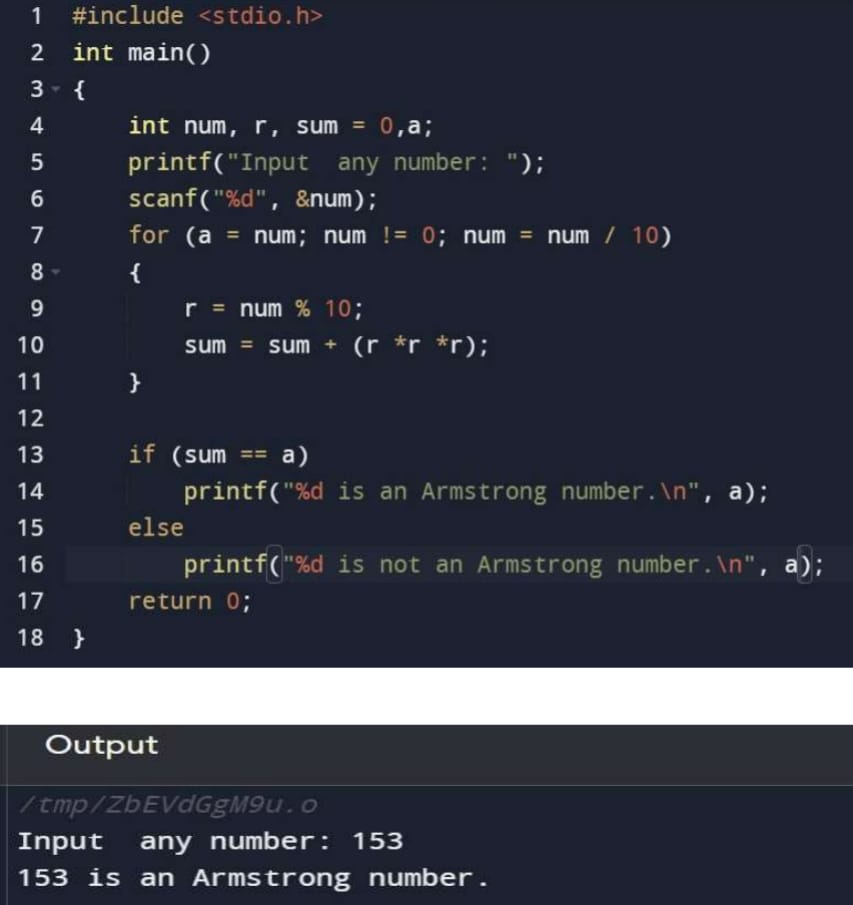 1 #include <stdio.h>
2 int main()
3 {
4     int num, r, sum = 0,a;
5     printf("Input  any number: ");
6     scanf("%d", &num);
7     for (a = num; num != 0; num = num / 10)
8     {
9         r = num % 10;
10         sum = sum + (r *r *r);
11     }
12
13     if (sum == a)
14         printf("%d is an Armstrong number.\n", a);
15     else
16         printf("%d is not an Armstrong number.\n", a);
17     return 0;
18 }
Output
/tmp/ZbEVdGgM9u.o
Input  any number: 153
153 is an Armstrong number.